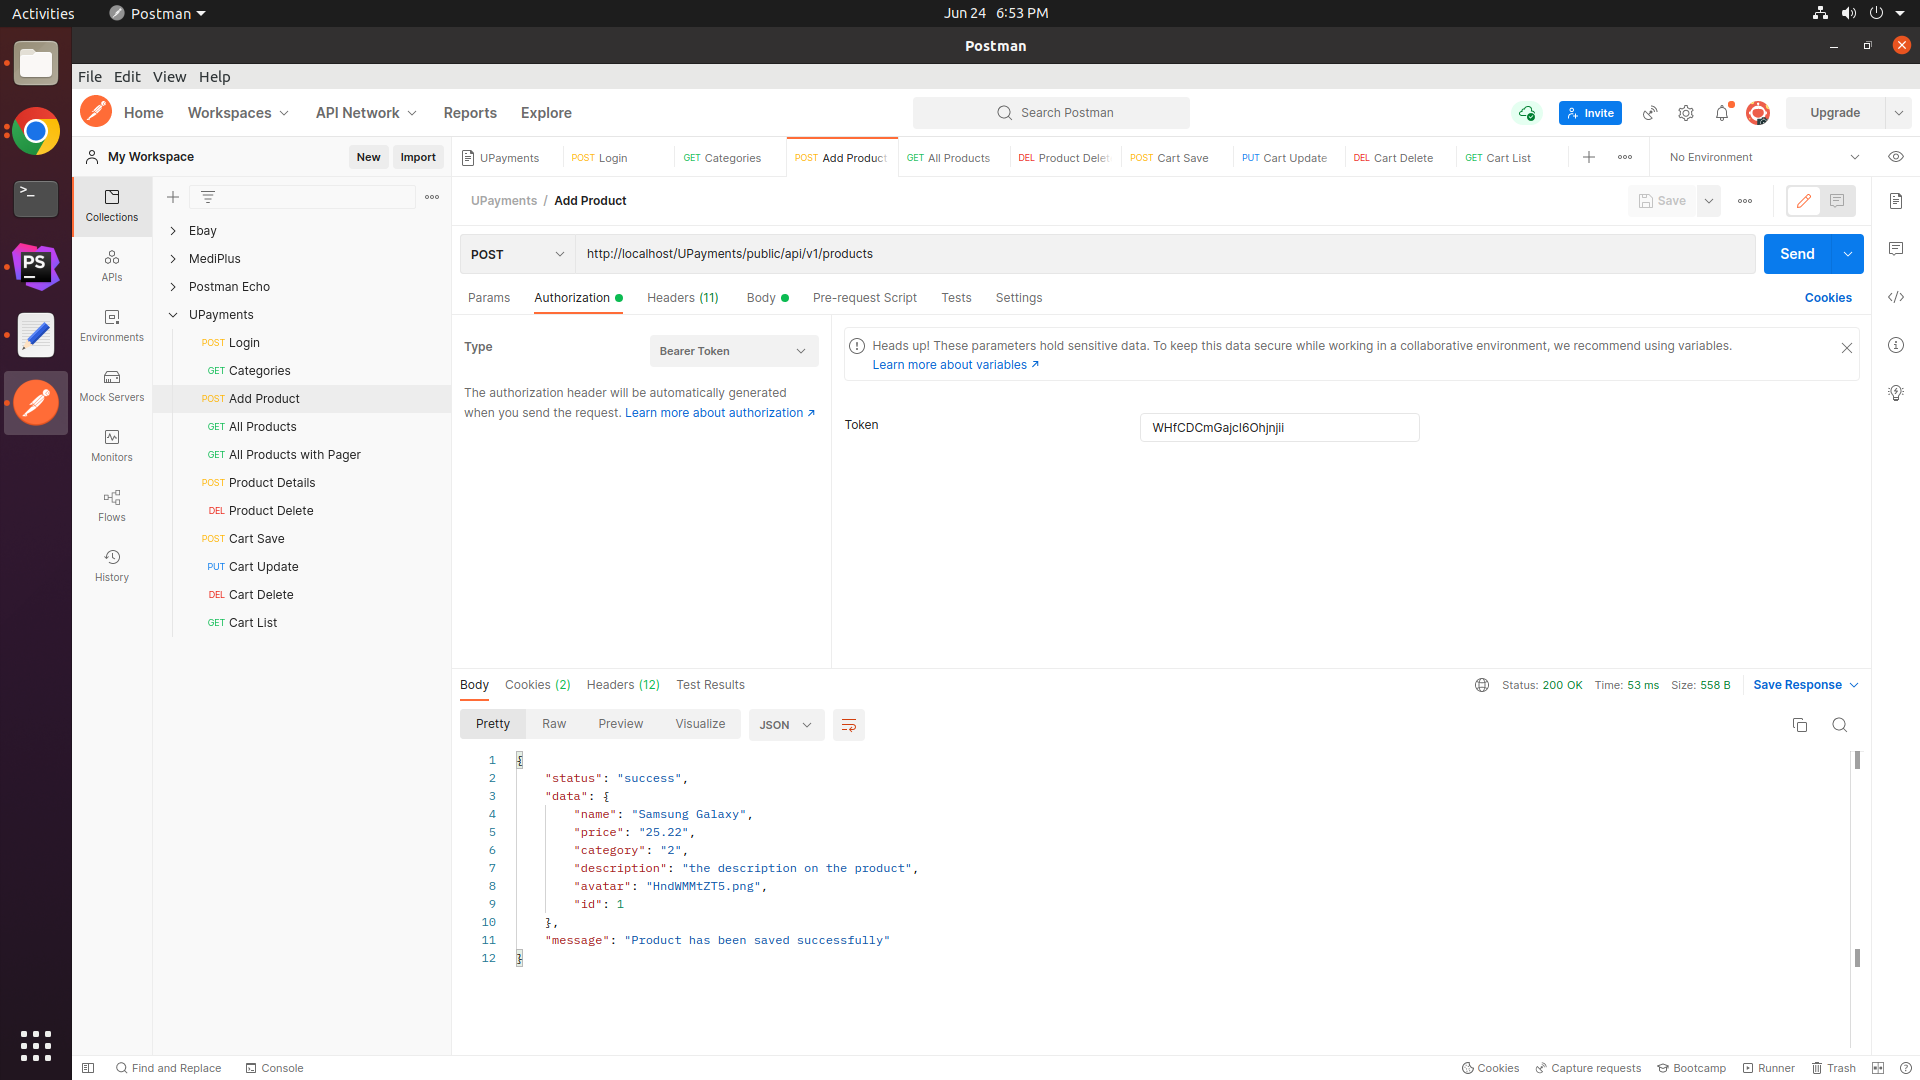 Activities
Postman
Jun 24 6:53 PM
Postman
File Edit View Help
Home Workspaces API Network Reports Explore
Search Postman
Invite
Upgrade
My Workspace
New Import
UPayments
POST Login
GET Categories
POST Add Product
GET All Products
DEL Product Delet
POST Cart Save
PUT Cart Update
DEL Cart Delete
GET Cart List
No Environment
Collections
APIs
Environments
Mock Servers
Monitors
Flows
History
Ebay
MediPlus
Postman Echo
UPayments
POST Login
GET Categories
POST Add Product
GET All Products
GET All Products with Pager
POST Product Details
DEL Product Delete
POST Cart Save
PUT Cart Update
DEL Cart Delete
GET Cart List
UPayments / Add Product
Save
POST
http://localhost/UPayments/public/api/v1/products
Send
Params Authorization Headers (11) Body Pre-request Script Tests Settings
Cookies
Type
Bearer Token
The authorization header will be automatically generated
when you send the request. Learn more about authorization ↗
Heads up! These parameters hold sensitive data. To keep this data secure while working in a collaborative environment, we recommend using variables.
Learn more about variables ↗
Token
WHfCDCmGajcI6Ohjnjii
Body Cookies (2) Headers (12) Test Results
Status: 200 OK Time: 53 ms Size: 558 B
Save Response
Pretty Raw Preview Visualize
JSON
1 {
2 "status": "success",
3 "data": {
4 "name": "Samsung Galaxy",
5 "price": "25.22",
6 "category": "2",
7 "description": "the description on the product",
8 "avatar": "HndWMMtZT5.png",
9 "id": 1
10 },
11 "message": "Product has been saved successfully"
12 }
Find and Replace
Console
Cookies
Capture requests
Bootcamp
Runner
Trash
PS